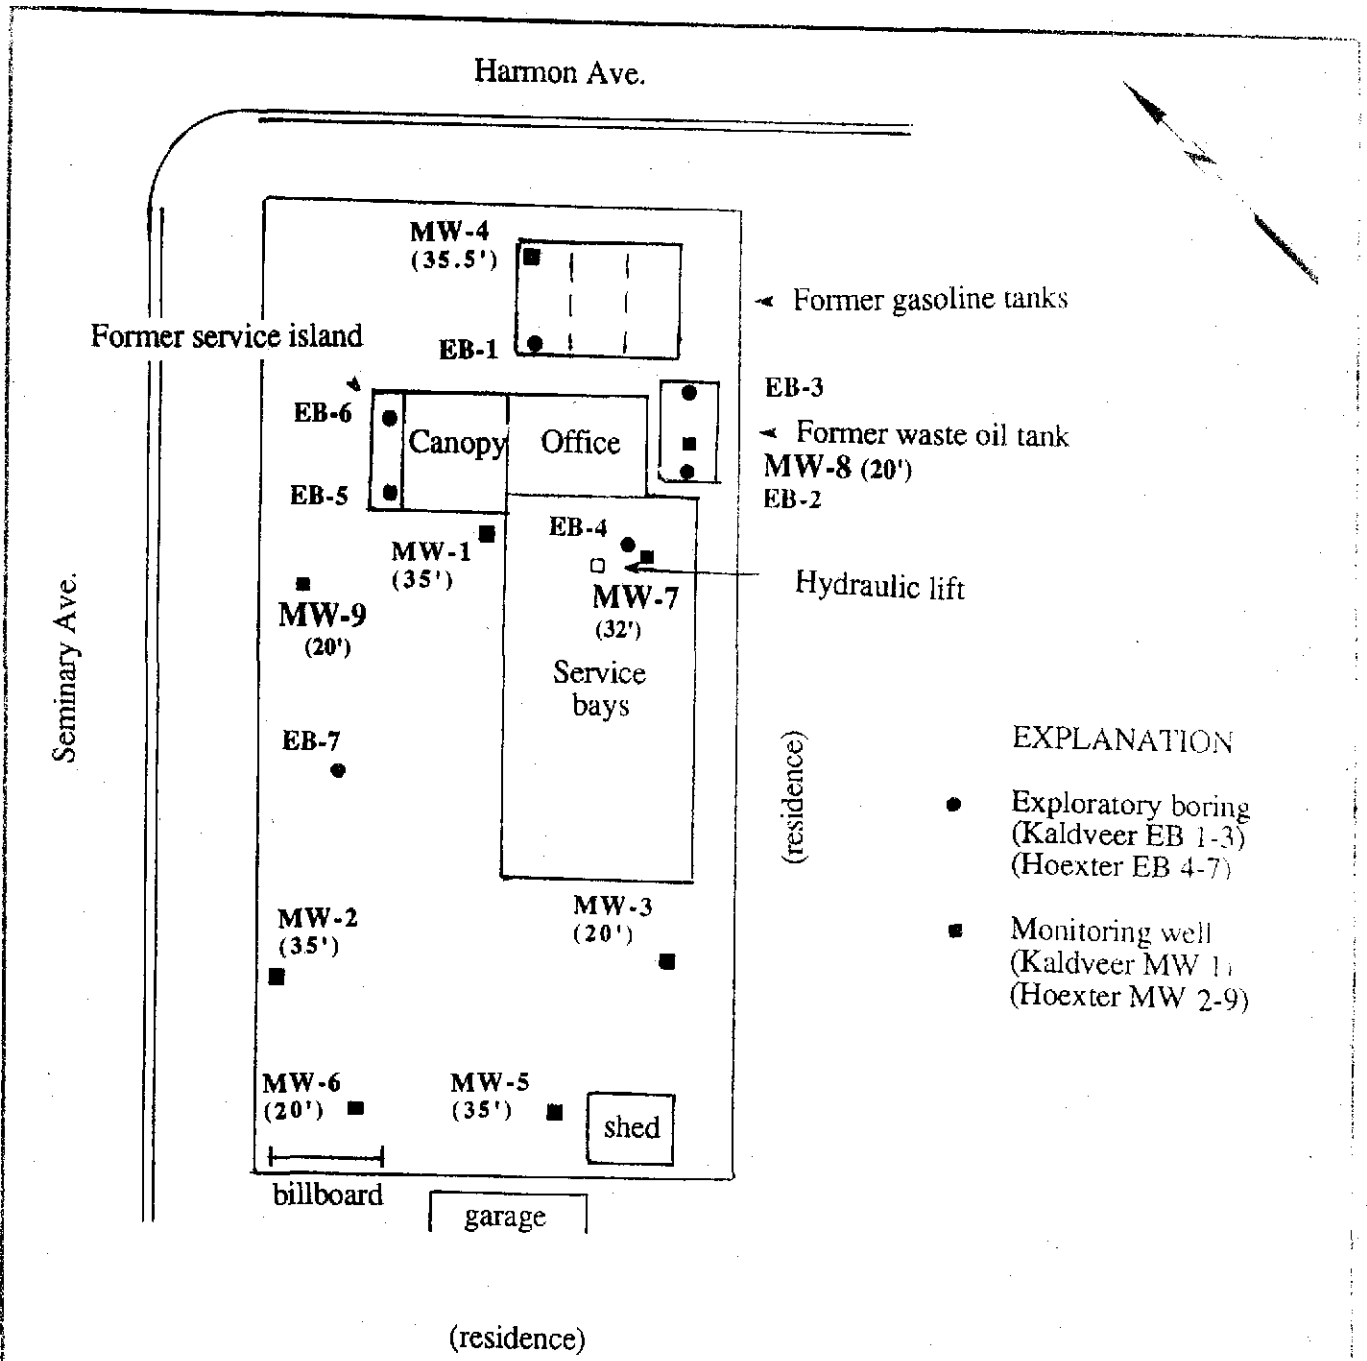 Harmon Ave.
N
MW-4
(35.5')
Former gasoline tanks
Former service island
EB-1
EB-3
EB-6
Canopy
Office
Former waste oil tank
MW-8 (20')
EB-5
EB-2
EB-4
MW-1
(35')
Hydraulic lift
MW-9
(20')
MW-7
(32')
Seminary Ave.
Service
bays
EB-7
(residence)
EXPLANATION
Exploratory boring
(Kaldveer EB 1-3)
(Hoexter EB 4-7)
MW-2
(35')
MW-3
(20')
Monitoring well
(Kaldveer MW 1)
(Hoexter MW 2-9)
MW-6
(20')
MW-5
(35')
shed
billboard
garage
(residence)